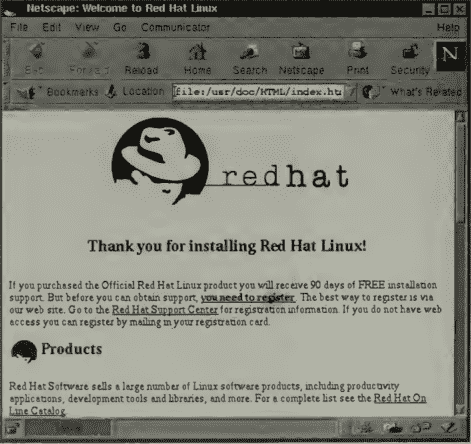 Netscape: Welcome to Red Hat Linux
File Edit View Go Communicator Help
Back Forward Reload Home Search Netscape Print Security N
Bookmarks Location file:/usr/doc/HTML/index.ht What's Related
redhat
Thank you for installing Red Hat Linux!
If you purchased the Official Red Hat Linux product you will receive 90 days of FREE installation
support. But before you can obtain support, you need to register. The best way to register is via
our web site. Go to the Red Hat Support Center for registration information. If you do not have web
access you can register by mailing in your registration card.
Products
Red Hat Software sells a large number of Linux software products, including productivity
applications, development tools and libraries, and more. For a complete list see the Red Hat On
Line Catalog.